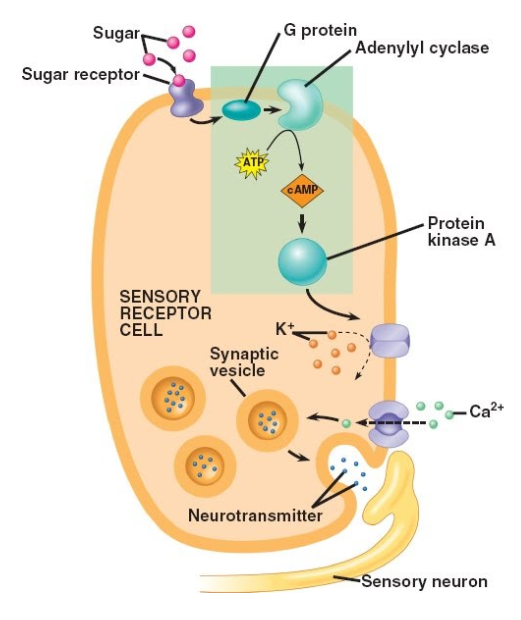 Sugar
G protein
Adenylyl cyclase
Sugar receptor
ATP
cAMP
Protein
kinase A
SENSORY
RECEPTOR
CELL
K+
Synaptic
vesicle
Ca2+
Neurotransmitter
Sensory neuron